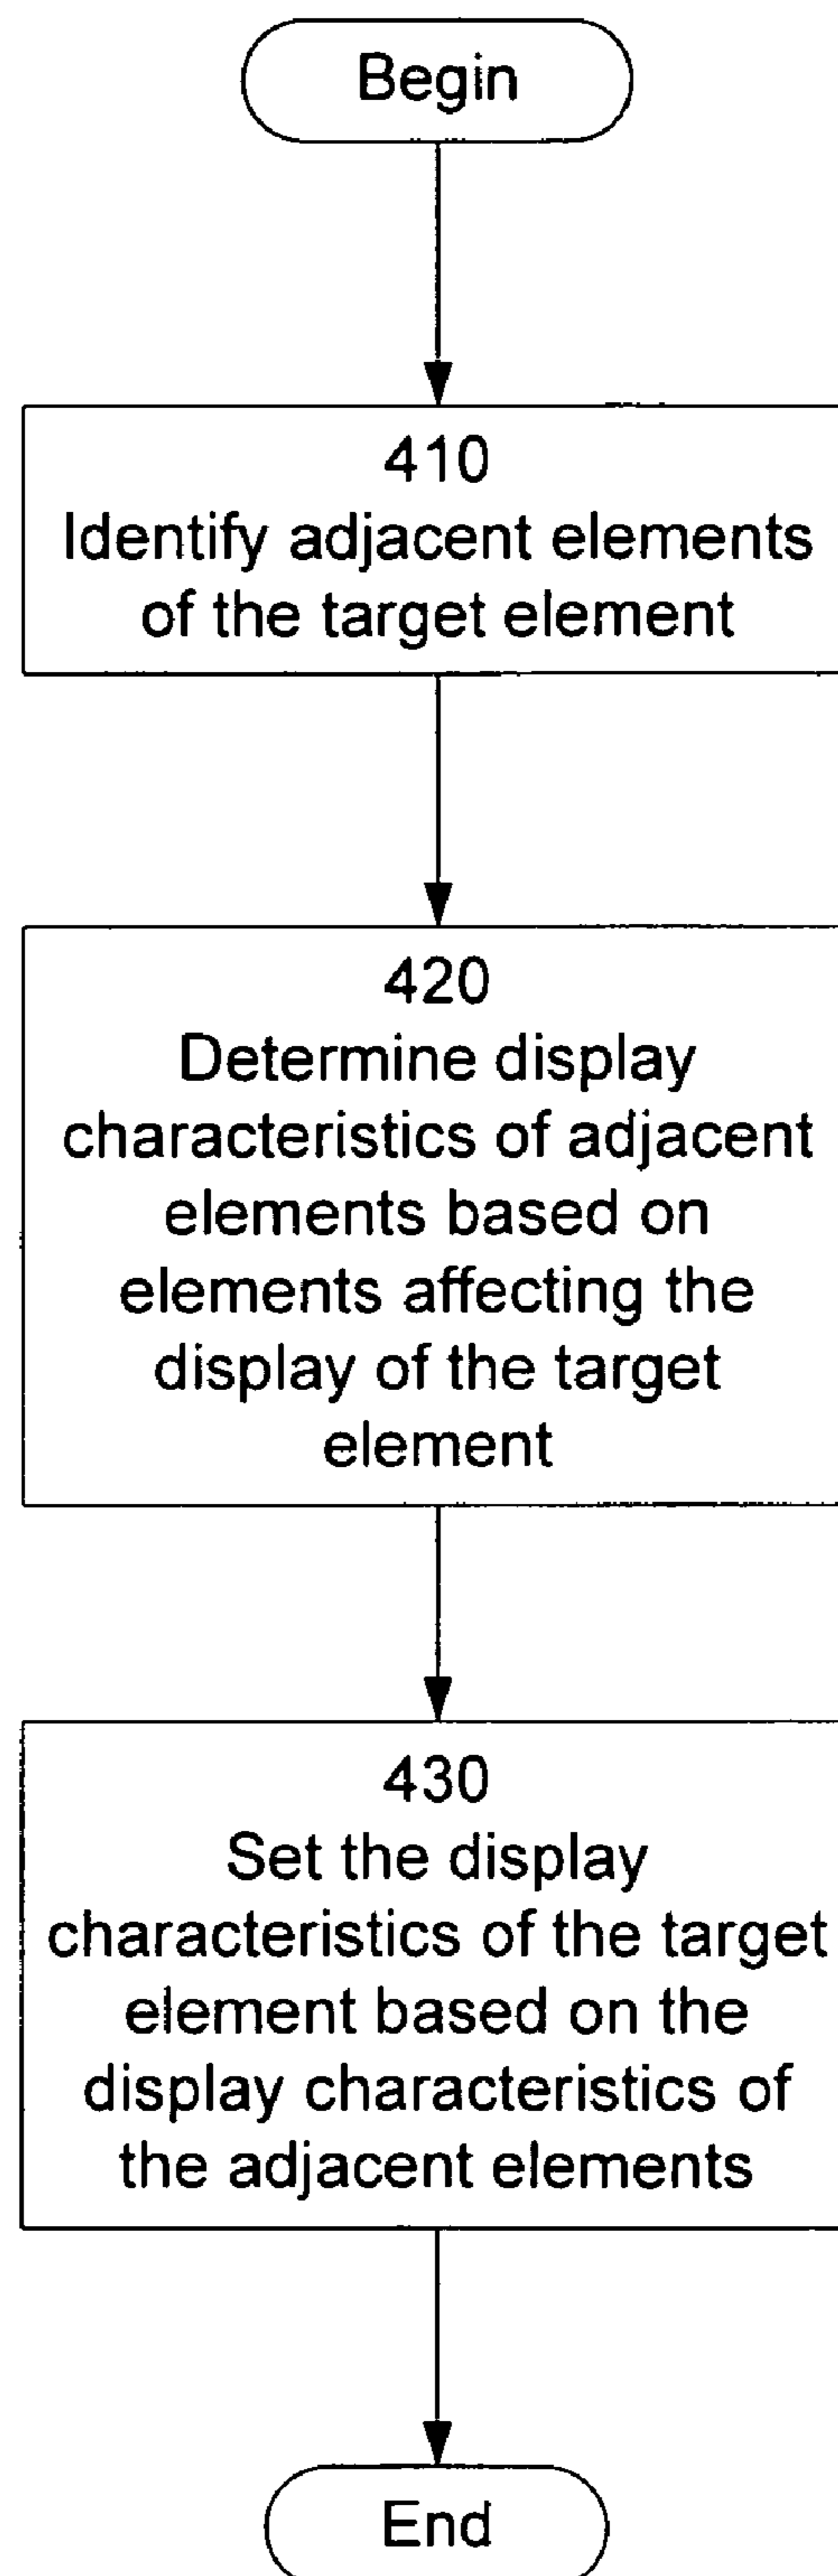 Begin
410
Identify adjacent elements
of the target element
420
Determine display
characteristics of adjacent
elements based on
elements affecting the
display of the target
element
430
Set the display
characteristics of the target
element based on the
display characteristics of
the adjacent elements
End